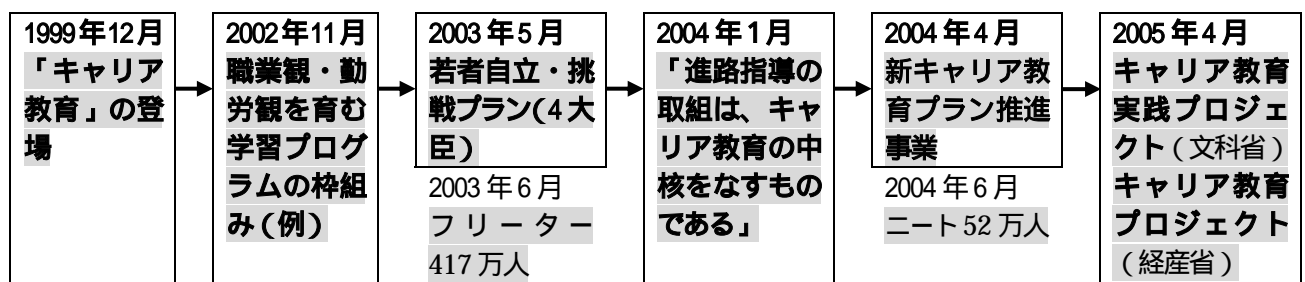 1999年12月
「キャリア
教育」の登
場
2002年11月
職業観・勤
労観を育む
学習プログ
ラムの枠組
み(例)
2003年5月
若者自立・挑
戦プラン(4大
臣)
2003年6月
フリーター
417万人
2004年1月
「進路指導の
取組は、キャ
リア教育の中
核をなすもの
である」
2004年4月
新キャリア教
育プラン推進
事業
2004年6月
ニート52万人
2005年4月
キャリア教育
実践プロジェ
クト(文科省)
キャリア教育
プロジェクト
(経産省)